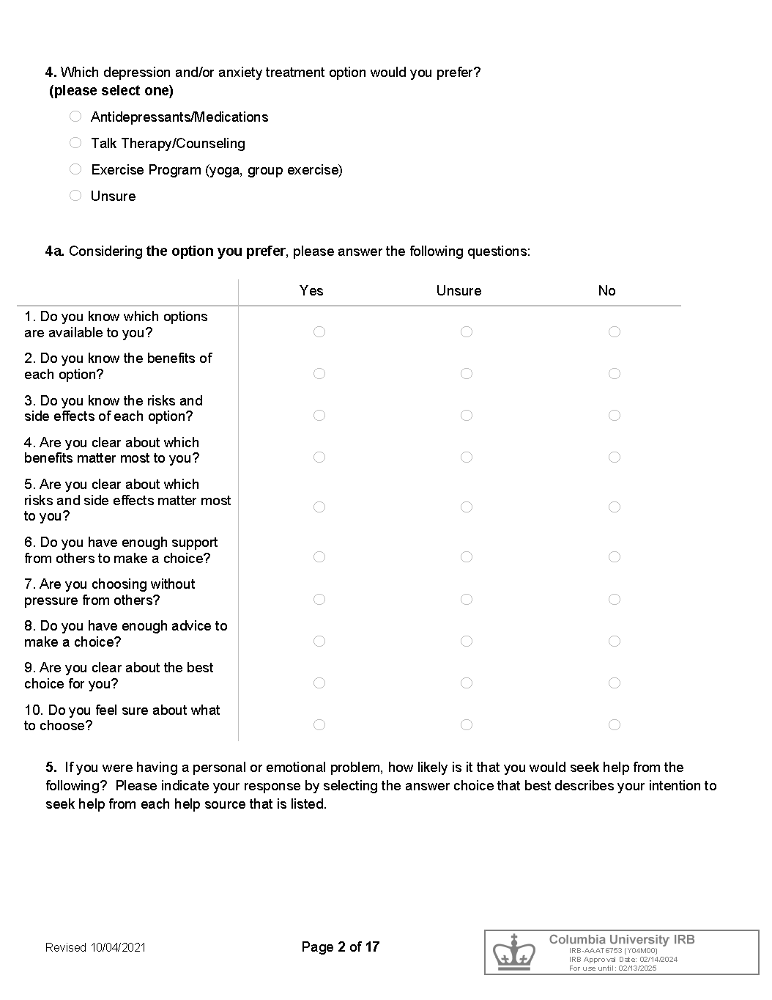 4. Which depression and/or anxiety treatment option would you prefer?
(please select one)
Antidepressants/Medications
Talk Therapy/Counseling
Exercise Program (yoga, group exercise)
Unsure
4a. Considering the option you prefer, please answer the following questions:
Yes Unsure No
1. Do you know which options
are available to you?
2. Do you know the benefits of
each option?
3. Do you know the risks and
side effects of each option?
4. Are you clear about which
benefits matter most to you?
5. Are you clear about which
risks and side effects matter most
to you?
6. Do you have enough support
from others to make a choice?
7. Are you choosing without
pressure from others?
8. Do you have enough advice to
make a choice?
9. Are you clear about the best
choice for you?
10. Do you feel sure about what
to choose?
5. If you were having a personal or emotional problem, how likely is it that you would seek help from the
following? Please indicate your response by selecting the answer choice that best describes your intention to
seek help from each help source that is listed.
Revised 10/04/2021
Page 2 of 17
Columbia University IRB
IRB-AAAT6753 (Y04M00)
IRB Approval Date: 02/14/2024
For use until: 02/13/2025